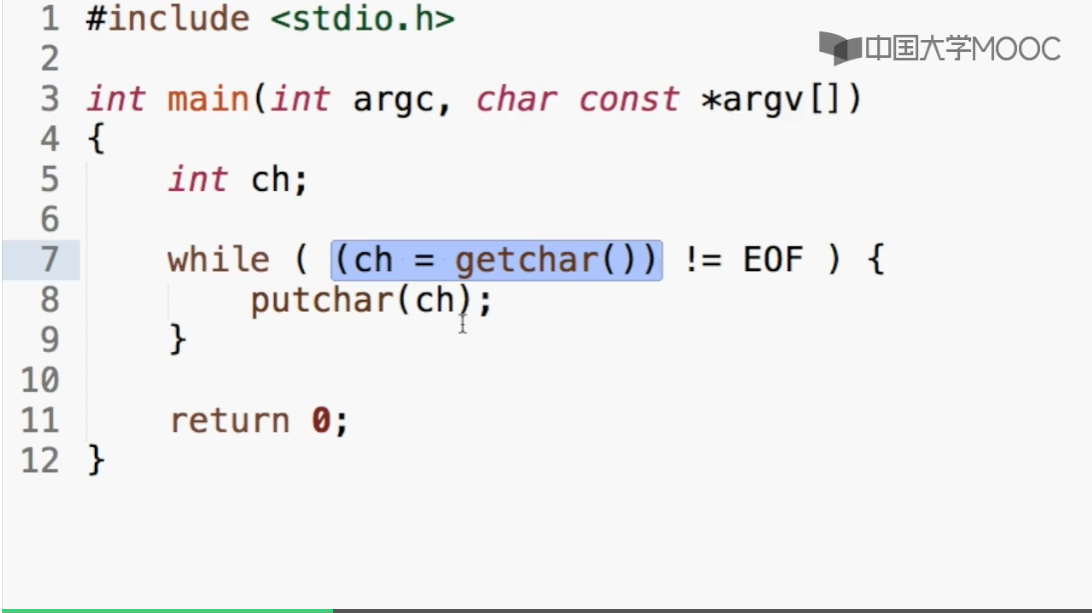 1 #include <stdio.h>
中国大学MOOC
2
3 int main(int argc, char const *argv[])
4 {
5     int ch;
6
7     while ( (ch = getchar()) != EOF ) {
8         putchar(ch);
9     }
10
11     return 0;
12 }